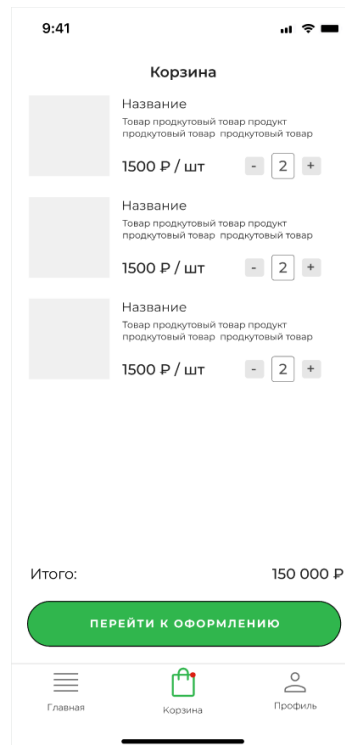 9:41
Корзина
Название
Товар продкутовый товар продукт
продкутовый товар продкутовый товар
1500 ₽ / шт - 2 +
Название
Товар продкутовый товар продукт
продкутовый товар продкутовый товар
1500 ₽ / шт - 2 +
Название
Товар продкутовый товар продукт
продкутовый товар продкутовый товар
1500 ₽ / шт - 2 +
Итого: 150 000 ₽
ПЕРЕЙТИ К ОФОРМЛЕНИЮ
Главная Корзина Профиль